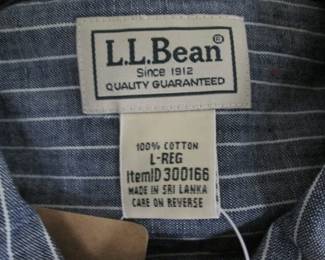 L.L.Bean®
Since 1912
QUALITY GUARANTEED
100% COTTON
L-REG
ItemID 300166
MADE IN SRI LANKA
CARE ON REVERSE